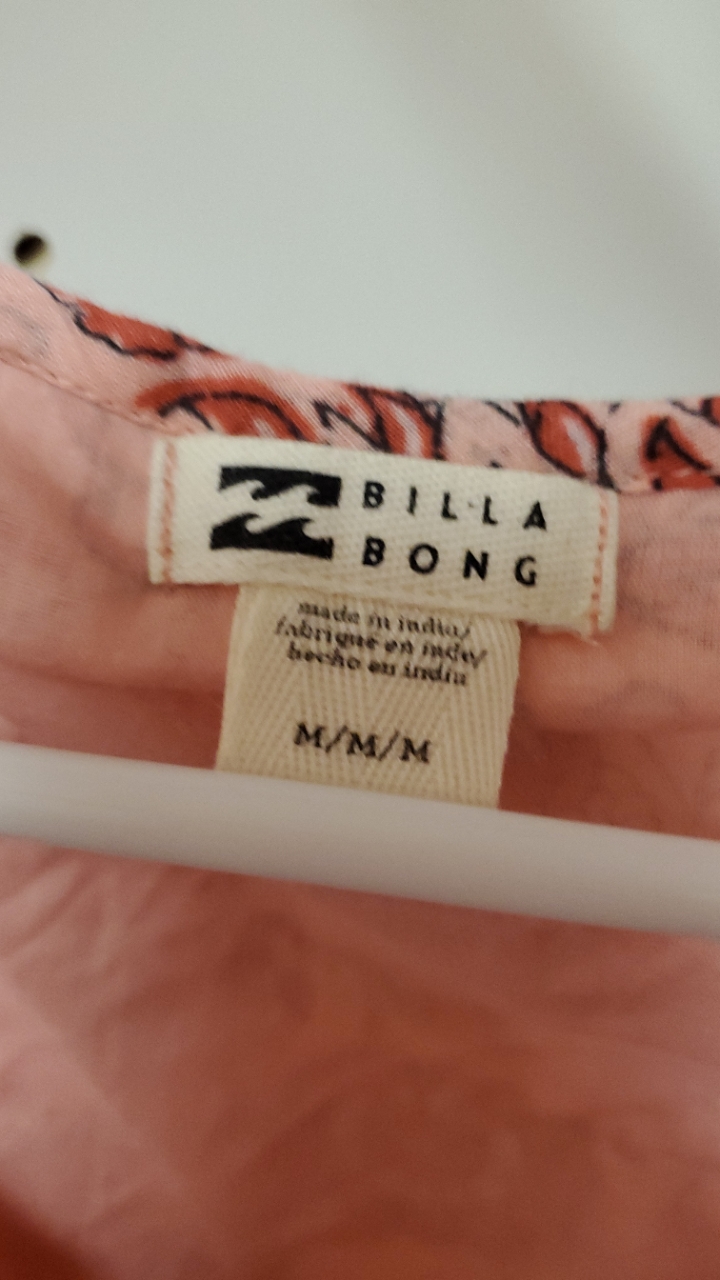 BILLA
BONG
made in india/
fabriqué en inde/
hecho en india
M/M/M